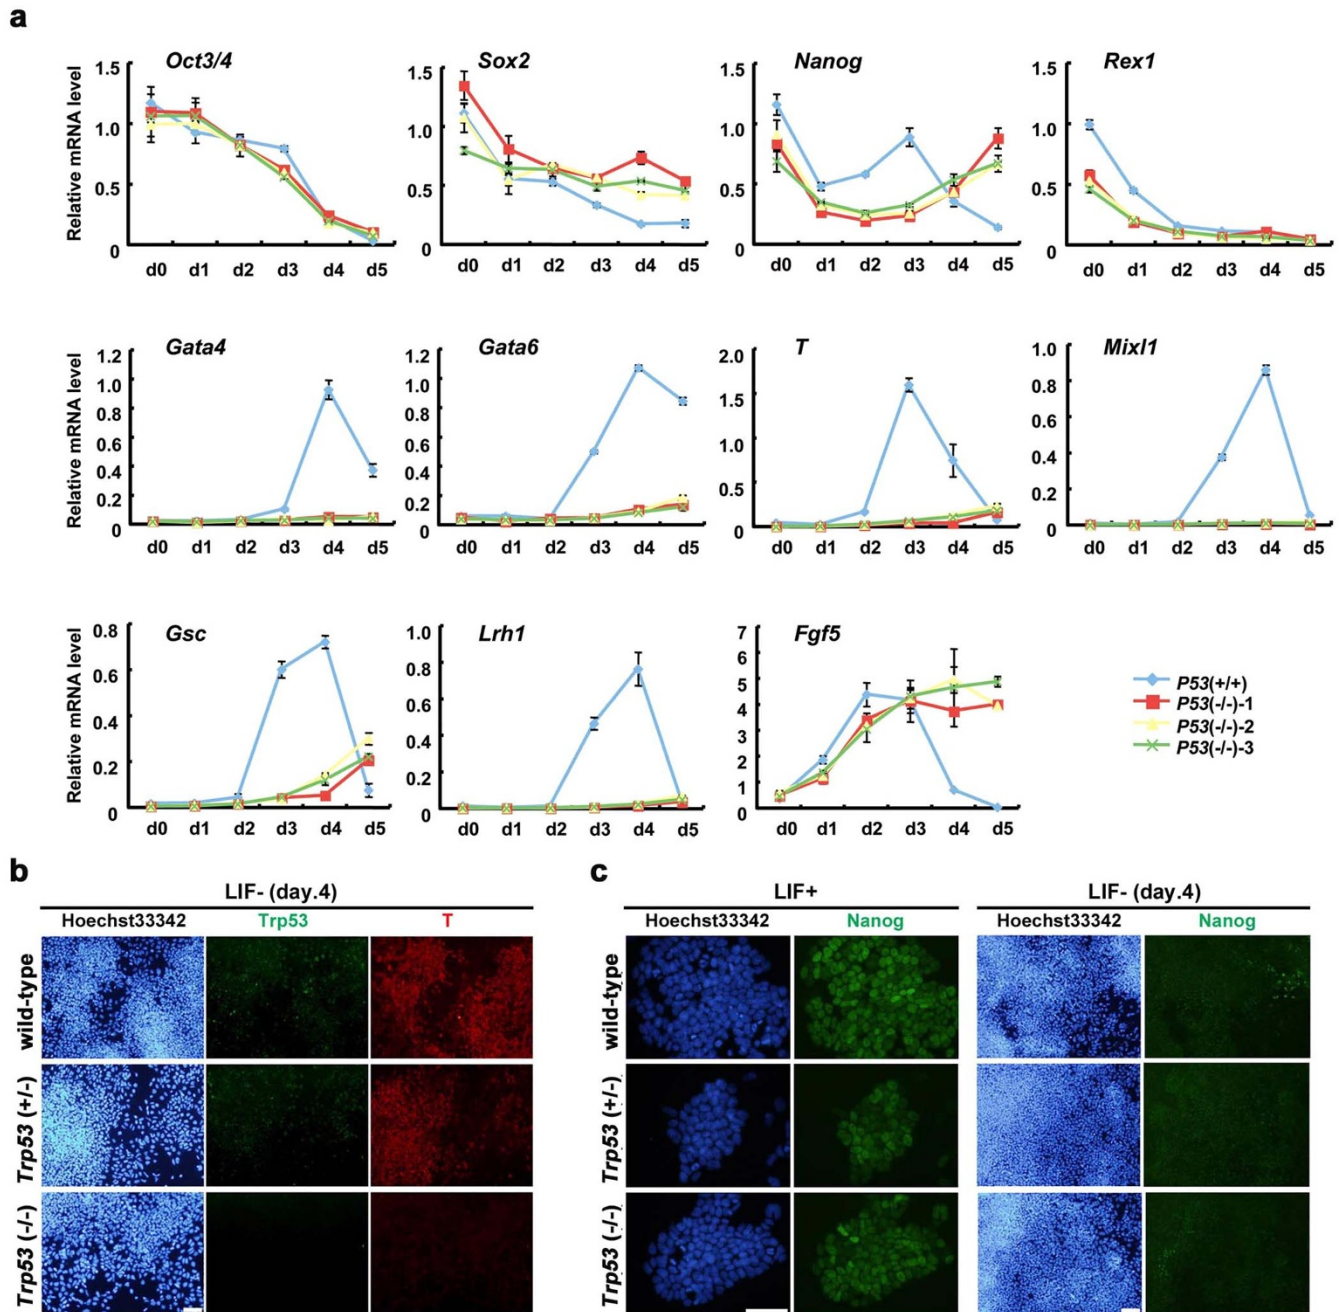 a
Oct3/4
Sox2
Nanog
Rex1
Relative mRNA level
1.5
1.0
0.5
0
d0 d1 d2 d3 d4 d5
1.5
1.0
0.5
0
d0 d1 d2 d3 d4 d5
1.5
1.0
0.5
0
d0 d1 d2 d3 d4 d5
1.5
1.0
0.5
0
d0 d1 d2 d3 d4 d5
Gata4
Gata6
T
Mixl1
Relative mRNA level
1.2
1.0
0.8
0.6
0.4
0.2
0
d0 d1 d2 d3 d4 d5
1.2
1.0
0.8
0.6
0.4
0.2
0
d0 d1 d2 d3 d4 d5
2.0
1.5
1.0
0.5
0
d0 d1 d2 d3 d4 d5
1.0
0.8
0.6
0.4
0.2
0
d0 d1 d2 d3 d4 d5
Gsc
Lrh1
Fgf5
Relative mRNA level
0.8
0.6
0.4
0.2
0
d0 d1 d2 d3 d4 d5
1.0
0.8
0.6
0.4
0.2
0
d0 d1 d2 d3 d4 d5
7
6
5
4
3
2
1
0
d0 d1 d2 d3 d4 d5
P53(+/+)
P53(-/-)-1
P53(-/-)-2
P53(-/-)-3
b
LIF- (day.4)
Hoechst33342 Trp53 T
wild-type
Trp53 (+/-)
Trp53 (-/-)
c
LIF+
LIF- (day.4)
Hoechst33342 Nanog
Hoechst33342 Nanog
wild-type
Trp53 (+/-)
Trp53 (-/-)